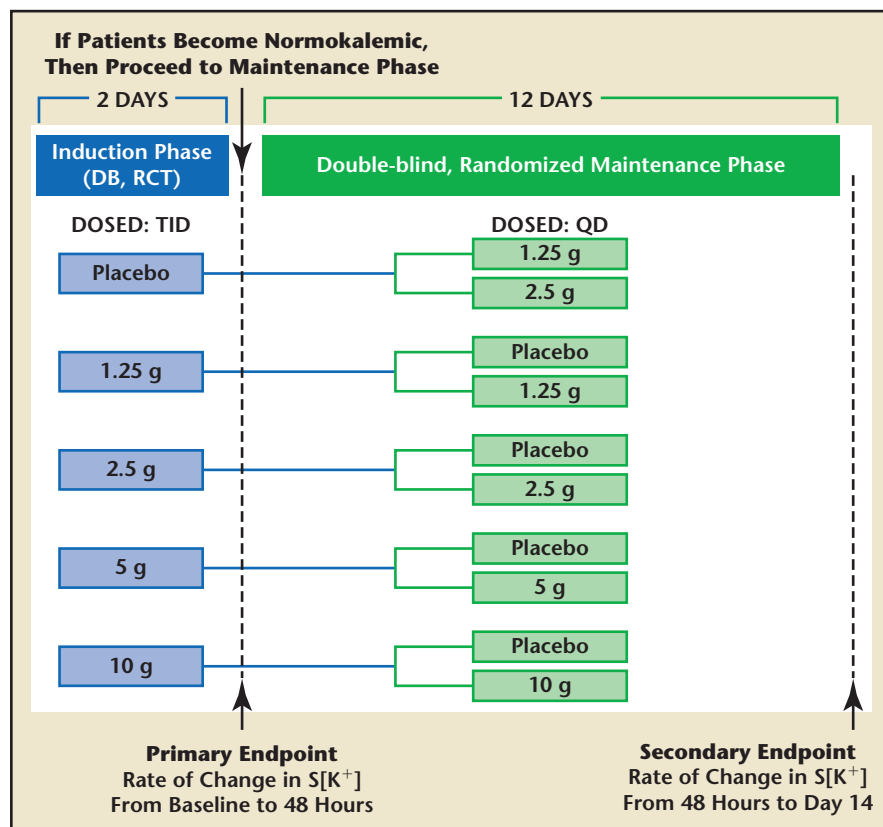 If Patients Become Normokalemic,
Then Proceed to Maintenance Phase
2 DAYS
12 DAYS
Induction Phase
(DB, RCT)
Double-blind, Randomized Maintenance Phase
DOSED: TID
DOSED: QD
Placebo
1.25 g
2.5 g
1.25 g
Placebo
1.25 g
2.5 g
Placebo
2.5 g
5 g
Placebo
5 g
10 g
Placebo
10 g
Primary Endpoint
Rate of Change in S[K⁺]
From Baseline to 48 Hours
Secondary Endpoint
Rate of Change in S[K⁺]
From 48 Hours to Day 14